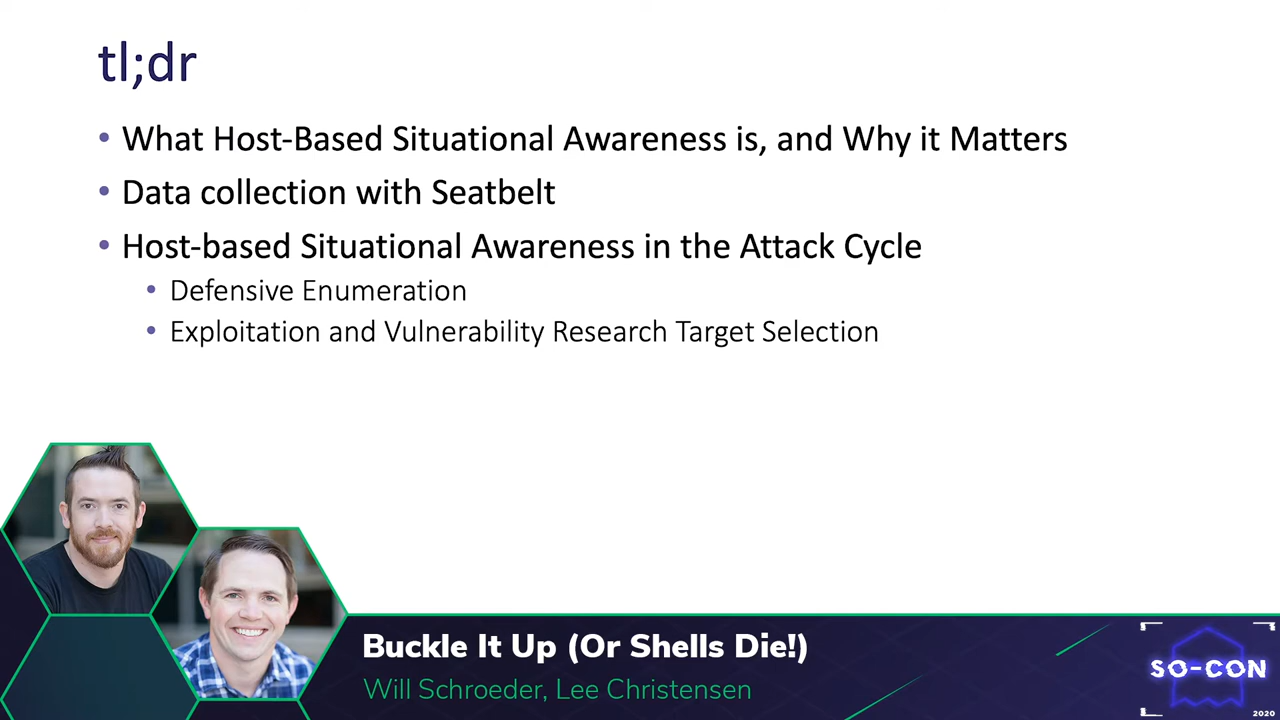 tl;dr
• What Host-Based Situational Awareness is, and Why it Matters
• Data collection with Seatbelt
• Host-based Situational Awareness in the Attack Cycle
• Defensive Enumeration
• Exploitation and Vulnerability Research Target Selection
Buckle It Up (Or Shells Die!)
Will Schroeder, Lee Christensen
SO-CON
2020